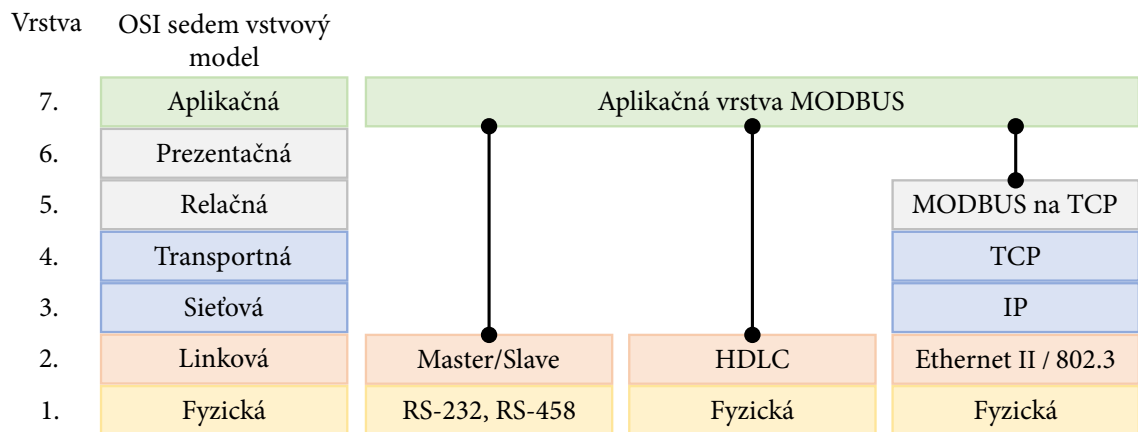 Vrstva OSI sedem vstvový
model
7. Aplikačná Aplikačná vrstva MODBUS
6. Prezentačná
5. Relačná MODBUS na TCP
4. Transportná TCP
3. Sieťová IP
2. Linková Master/Slave HDLC Ethernet II / 802.3
1. Fyzická RS-232, RS-458 Fyzická Fyzická